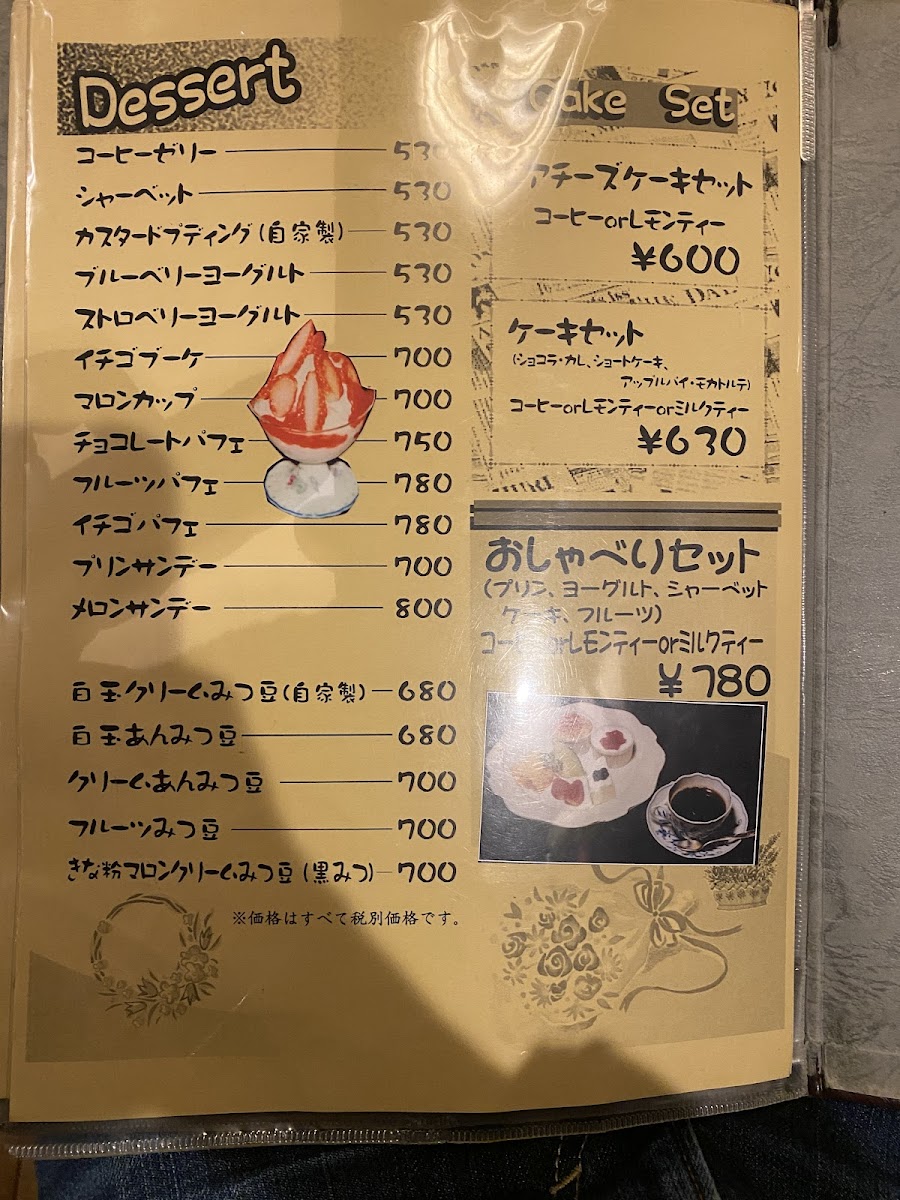 Dessert
コーヒーゼリー 530
シャーベット 530
カスタードプディング(自家製) 530
ブルーベリーヨーグルト 530
ストロベリーヨーグルト 530
イチゴブーケ 700
マロンカップ 700
チョコレートパフェ 750
フルーツパフェ 780
イチゴパフェ 780
プリンサンデー 700
メロンサンデー 800
白玉クリームみつ豆(自家製) 680
白玉あんみつ豆 680
クリームあんみつ豆 700
フルーツみつ豆 700
きな粉マロンクリームみつ豆(黒みつ) 700
※価格はすべて税別価格です。
Cake Set
チーズケーキセット
コーヒーorレモンティー
¥600
ケーキセット
(ショコラ・カレ、ショートケーキ、
アップルパイ・モカトルテ)
コーヒーorレモンティーorミルクティー
¥630
おしゃべりセット
(プリン、ヨーグルト、シャーベット
ケーキ、フルーツ)
コーヒーorレモンティーorミルクティー
¥780